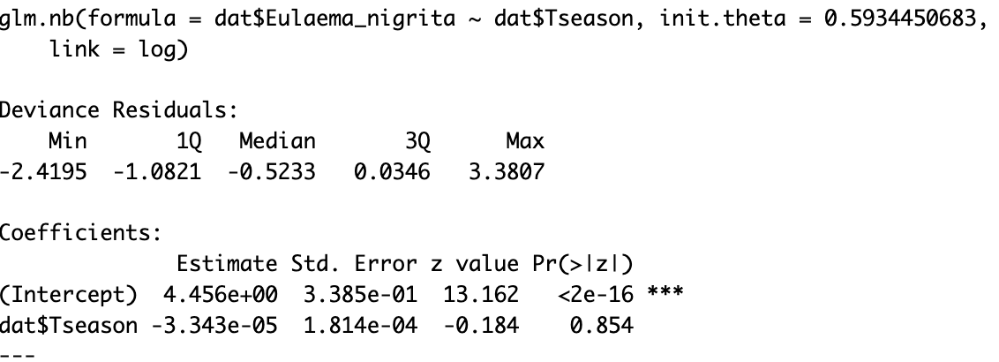 glm.nb(formula = dat$Eulaema_nigrita ~ dat$Tseason, init.theta = 0.5934450683,
    link = log)

Deviance Residuals:
    Min       1Q   Median       3Q      Max
-2.4195  -1.0821  -0.5233   0.0346   3.3807

Coefficients:
              Estimate Std. Error z value Pr(>|z|)
(Intercept)  4.456e+00  3.385e-01  13.162   <2e-16 ***
dat$Tseason -3.343e-05  1.814e-04  -0.184    0.854
---